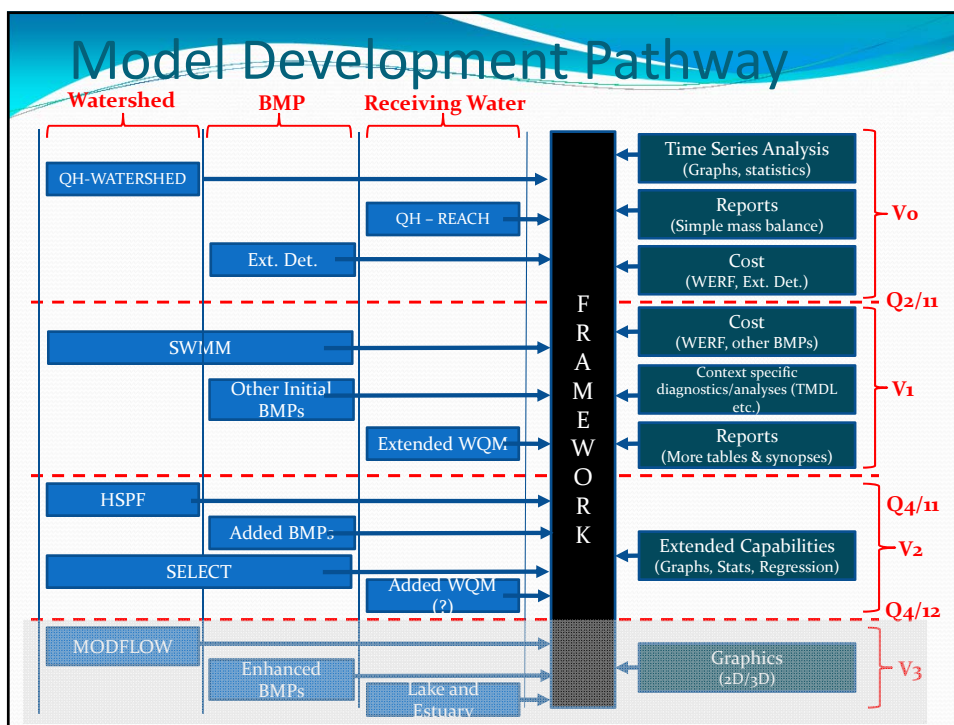 Model Development Pathway
Watershed
BMP
Receiving Water
QH-WATERSHED
QH – REACH
Ext. Det.
SWMM
Other Initial
BMPs
Extended WQM
HSPF
Added BMPs
SELECT
Added WQM
(?)
MODFLOW
Enhanced
BMPs
Lake and
Estuary
F
R
A
M
E
W
O
R
K
Time Series Analysis
(Graphs, statistics)
Reports
(Simple mass balance)
Cost
(WERF, Ext. Det.)
V0
Q2/11
Cost
(WERF, other BMPs)
Context specific
diagnostics/analyses (TMDL
etc.)
Reports
(More tables & synopses)
V1
Q4/11
Extended Capabilities
(Graphs, Stats, Regression)
V2
Q4/12
Graphics
(2D/3D)
V3